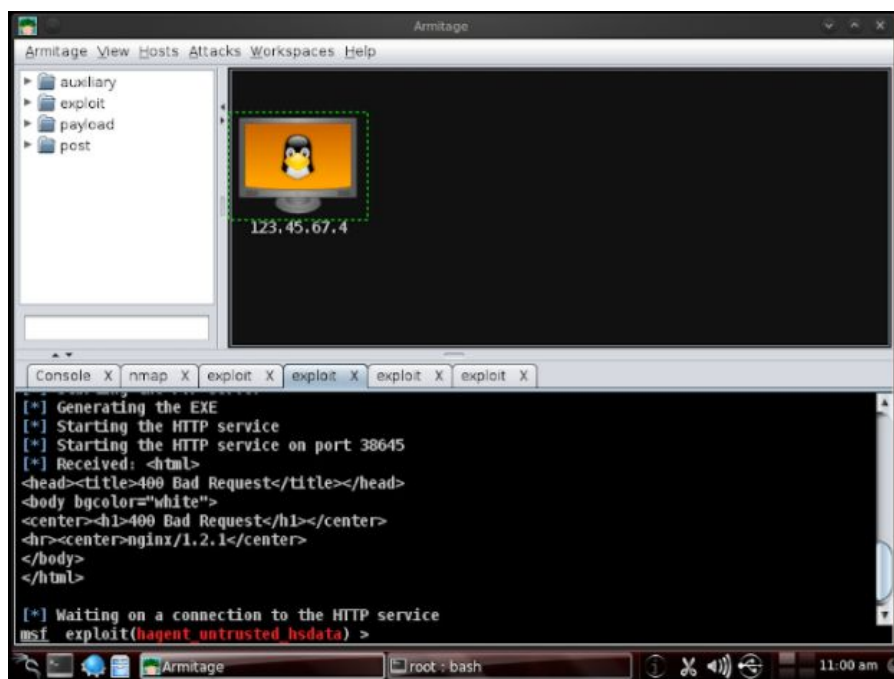 Armitage
Armitage View Hosts Attacks Workspaces Help
auxiliary
exploit
payload
post
123.45.67.4
Console X nmap X exploit X exploit X exploit X exploit X
[*] Generating the EXE
[*] Starting the HTTP service
[*] Starting the HTTP service on port 38645
[*] Received: <html>
<head><title>400 Bad Request</title></head>
<body bgcolor="white">
<center><h1>400 Bad Request</h1></center>
<hr><center>nginx/1.2.1</center>
</body>
</html>
[*] Waiting on a connection to the HTTP service
msf exploit(hagent_untrusted_hsdata) >
Armitage
root : bash
11:00 am